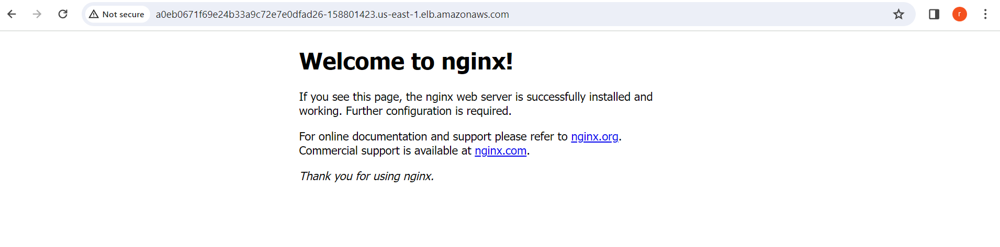 Not secure a0eb0671f69e24b33a9c72e7e0dfad26-158801423.us-east-1.elb.amazonaws.com r
Welcome to nginx!
If you see this page, the nginx web server is successfully installed and
working. Further configuration is required.
For online documentation and support please refer to nginx.org.
Commercial support is available at nginx.com.
Thank you for using nginx.